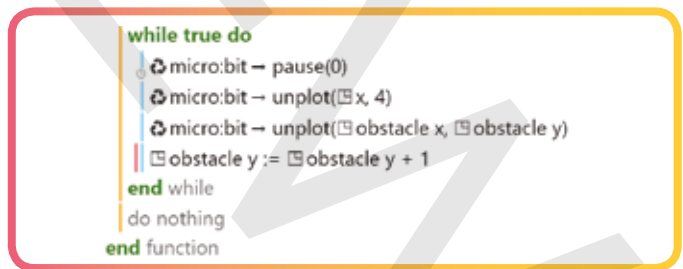 while true do
♻ micro:bit → pause(0)
♻ micro:bit → unplot(◳x, 4)
♻ micro:bit → unplot(◳obstacle x, ◳obstacle y)
◳obstacle y := ◳obstacle y + 1
end while
do nothing
end function